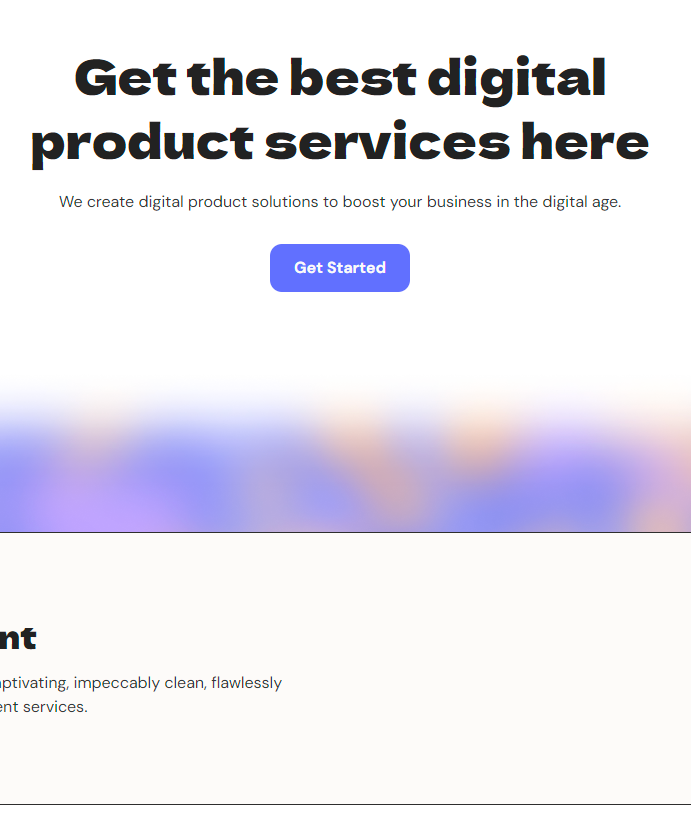 Get the best digital
product services here
We create digital product solutions to boost your business in the digital age.
Get Started
nt
ptivating, impeccably clean, flawlessly
ent services.